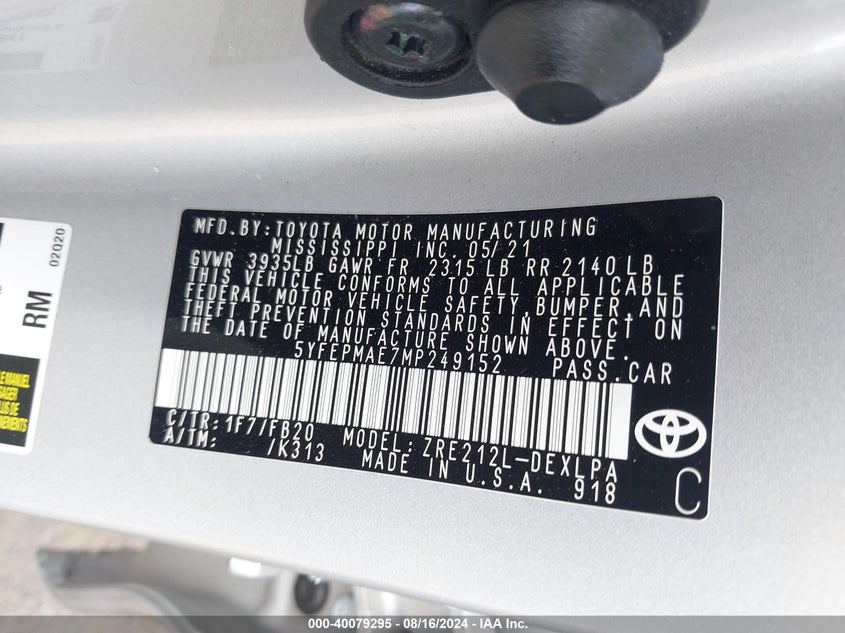 MFD.BY:TOYOTA MOTOR MANUFACTURING
MISSISSIPPI INC. 05/21
GVWR 3935LB GAWR FR 2315 LB RR 2140 LB
THIS VEHICLE CONFORMS TO ALL APPLICABLE
FEDERAL MOTOR VEHICLE SAFETY,BUMPER,AND
THEFT PREVENTION STANDARDS IN EFFECT ON
THE DATE OF MANUFACTURE SHOWN ABOVE.
5YFEPMAE7MP249152 PASS.CAR
C/TR:1F7/FB20 MODEL:ZRE212L-DEXLPA
A/TM: /K313 MADE IN U.S.A. 918
C
02020
RM
000-40079295 - 08/16/2024 - IAA Inc.